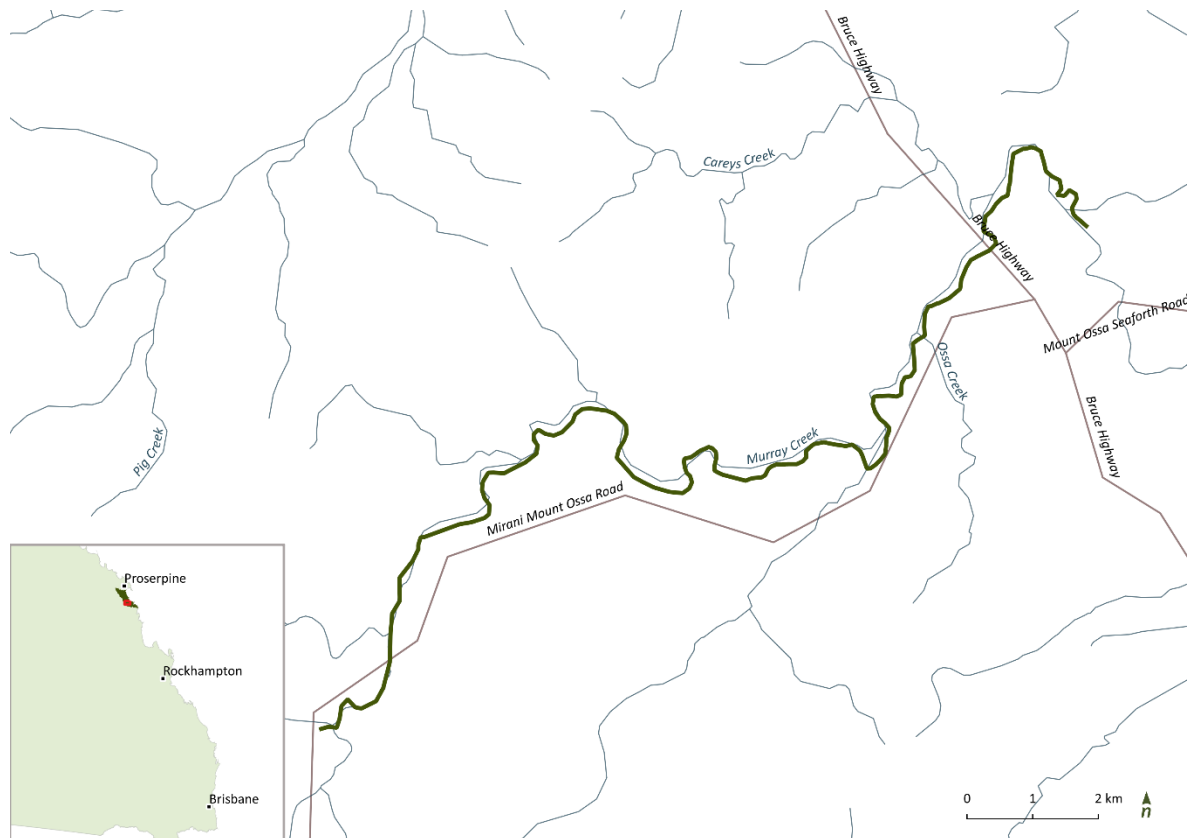 Bruce Highway
Careys Creek
Bruce Highway
Mount Ossa Seaforth Road
Ossa Creek
Bruce Highway
Murray Creek
Pig Creek
Mirani Mount Ossa Road
Proserpine
Rockhampton
Brisbane
0 1 2 km
n